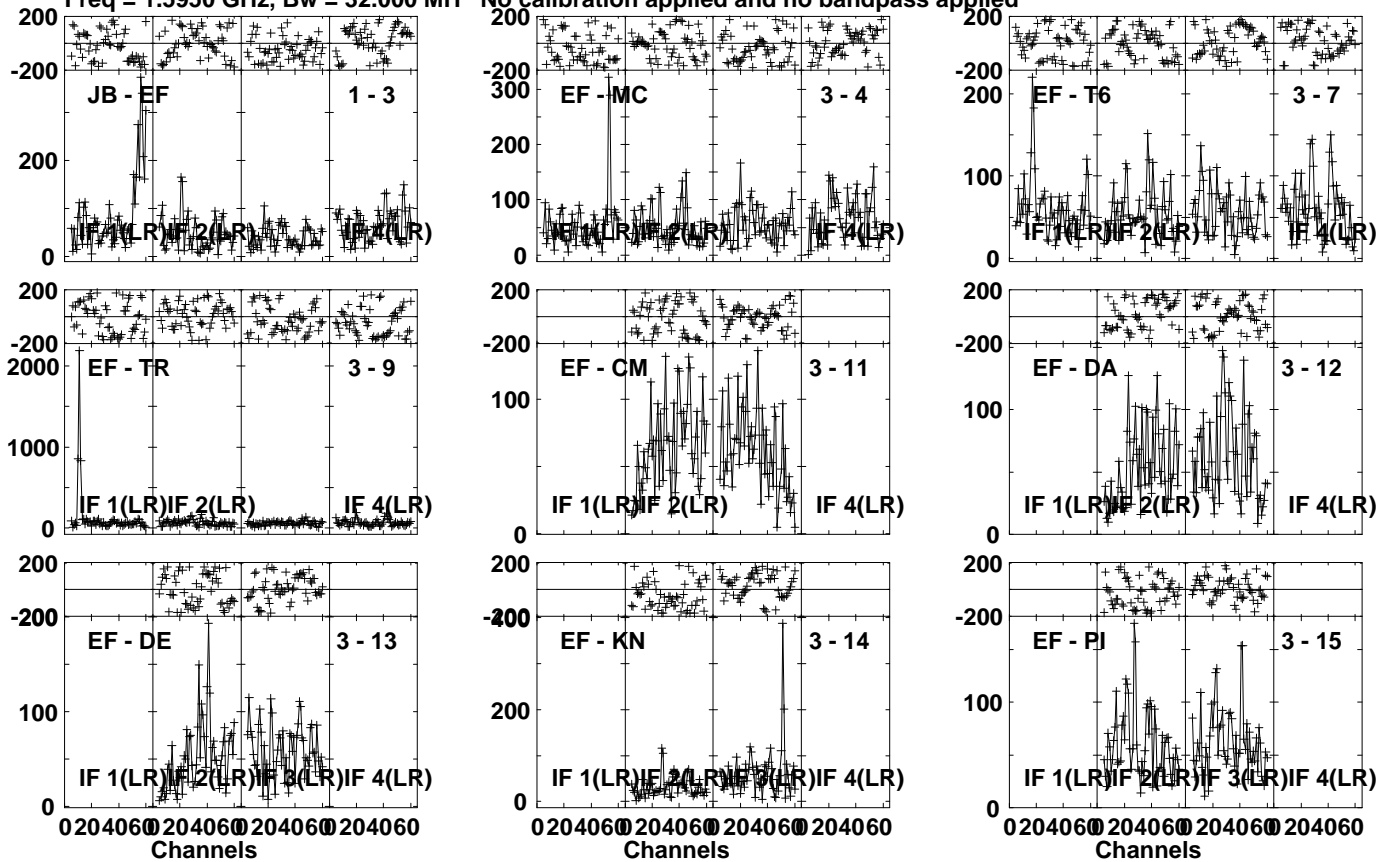 Freq = 1.5950 GHz, Bw = 32.000 MH No calibration applied and no bandpass applied
200 200 200
-200 -200 -200
JB - EF 1 - 3 EF - MC 3 - 4 EF - T6 3 - 7
300 200
200 200
100 100
0 0 0
IF 1(LR) IF 2(LR) IF 4(LR) IF 1(LR) IF 2(LR) IF 4(LR) IF 1(LR) IF 2(LR) IF 4(LR)
200 200 200
-200 -200 -200
EF - TR 3 - 9 EF - CM 3 - 11 EF - DA 3 - 12
2000
1000 100 100
IF 1(LR) IF 2(LR) IF 4(LR) IF 1(LR) IF 2(LR) IF 4(LR) IF 1(LR) IF 2(LR) IF 4(LR)
0 0 0
200 200 200
-200 -200 -200
400
EF - DE 3 - 13 EF - KN 3 - 14 EF - PI 3 - 15
100 200 100
IF 1(LR) IF 2(LR) IF 3(LR) IF 4(LR) IF 1(LR) IF 2(LR) IF 3(LR) IF 4(LR) IF 1(LR) IF 2(LR) IF 3(LR) IF 4(LR)
0 0 0
0 20 40 60 0 20 40 60 0 20 40 60 0 20 40 60 0 20 40 60 0 20 40 60 0 20 40 60 0 20 40 60 0 20 40 60 0 20 40 60 0 20 40 60 0 20 40 60
Channels Channels Channels